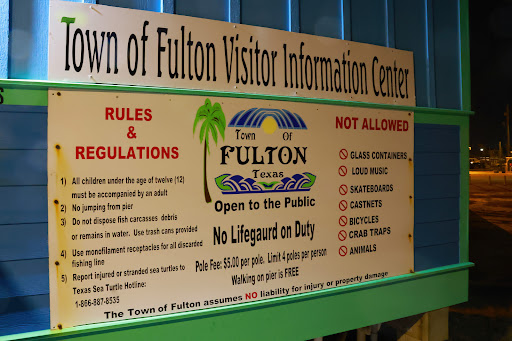 Town of Fulton Visitor Information Center
RULES
&
REGULATIONS
1) All children under the age of twelve (12)
must be accompanied by an adult
2) No jumping from pier
3) Do not dispose fish carcasses debris
or remains in water. Use trash cans provided
4) Use monofilament receptacles for all discarded
fishing line
5) Report injured or stranded sea turtles to
Texas Sea Turtle Hotline:
1-866-887-8535
Town Of
FULTON
Texas
Open to the Public
No Lifegaurd on Duty
Pole Fee: $5.00 per pole. Limit 4 poles per person
Walking on pier is FREE
NOT ALLOWED
GLASS CONTAINERS
LOUD MUSIC
SKATEBOARDS
CASTNETS
BICYCLES
CRAB TRAPS
ANIMALS
The Town of Fulton assumes NO liability for injury or property damage